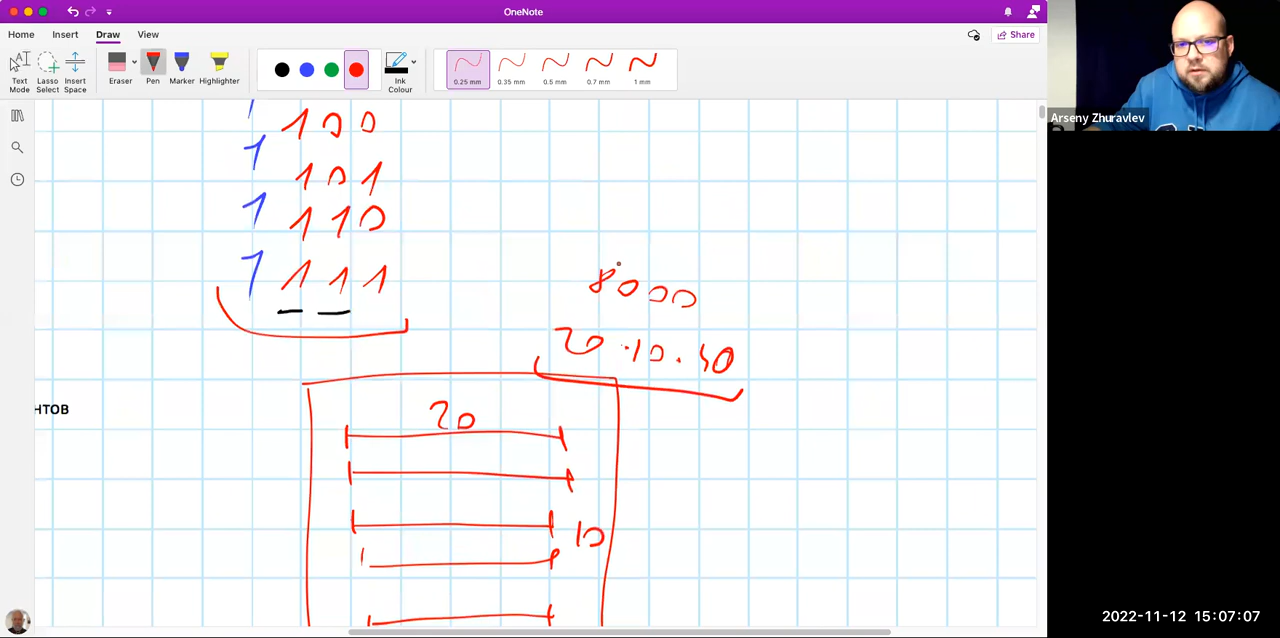 OneNote
Home Insert Draw View
Share
Text Mode
Lasso Select
Insert Space
Eraser
Pen
Marker
Highlighter
Ink Colour
0.25 mm
0.35 mm
0.5 mm
0.7 mm
1 mm
Arseny Zhuravlev
1 100
1 101
1 110
1 111
8000
20 · 10 · 40
НТОВ
20
10
2022-11-12 15:07:07